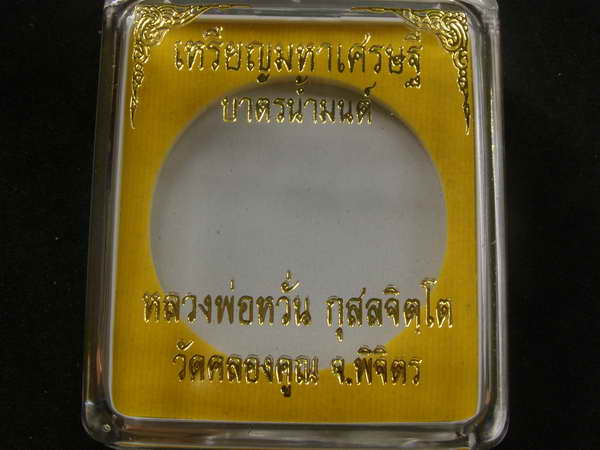 เหรียญมหาเศรษฐี
บาตรน้ำมนต์
หลวงพ่อหวั่น กุสลจิตฺโต
วัดคลองคูณ จ.พิจิตร